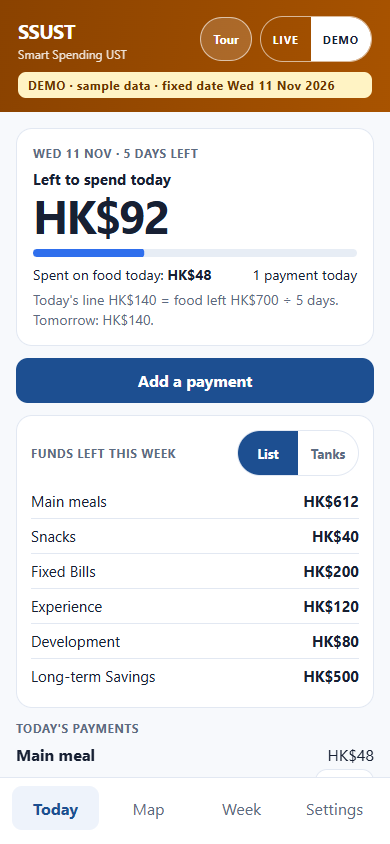 SSUST
Smart Spending UST
Tour
LIVE
DEMO
DEMO · sample data · fixed date Wed 11 Nov 2026
WED 11 NOV · 5 DAYS LEFT
Left to spend today
HK$92
Spent on food today: HK$48
1 payment today
Today's line HK$140 = food left HK$700 ÷ 5 days.
Tomorrow: HK$140.
Add a payment
FUNDS LEFT THIS WEEK
List
Tanks
Main meals HK$612
Snacks HK$40
Fixed Bills HK$200
Experience HK$120
Development HK$80
Long-term Savings HK$500
TODAY'S PAYMENTS
Main meal HK$48
Today
Map
Week
Settings